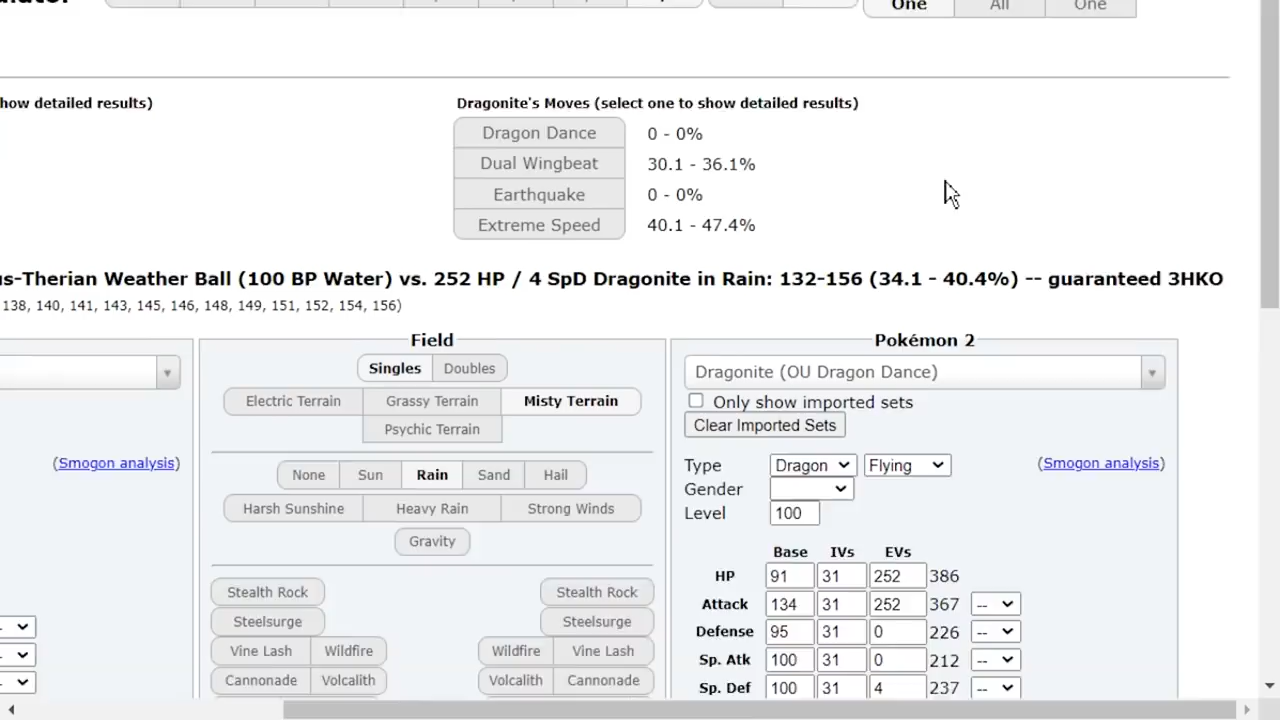 One All One
how detailed results)
Dragonite's Moves (select one to show detailed results)
Dragon Dance 0 - 0%
Dual Wingbeat 30.1 - 36.1%
Earthquake 0 - 0%
Extreme Speed 40.1 - 47.4%
us-Therian Weather Ball (100 BP Water) vs. 252 HP / 4 SpD Dragonite in Rain: 132-156 (34.1 - 40.4%) -- guaranteed 3HKO
138, 140, 141, 143, 145, 146, 148, 149, 151, 152, 154, 156)
Field
Singles Doubles
Electric Terrain Grassy Terrain Misty Terrain
Psychic Terrain
None Sun Rain Sand Hail
Harsh Sunshine Heavy Rain Strong Winds
Gravity
Stealth Rock Stealth Rock
Steelsurge Steelsurge
Vine Lash Wildfire Wildfire Vine Lash
Cannonade Volcalith Volcalith Cannonade
(Smogon analysis)
Pokémon 2
Dragonite (OU Dragon Dance)
Only show imported sets
Clear Imported Sets
Type Dragon Flying (Smogon analysis)
Gender
Level 100
Base IVs EVs
HP 91 31 252 386
Attack 134 31 252 367 --
Defense 95 31 0 226 --
Sp. Atk 100 31 0 212 --
Sp. Def 100 31 4 237 --